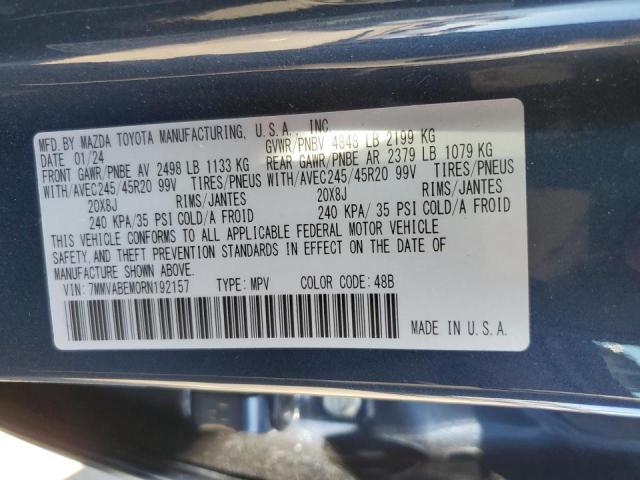 MFD. BY MAZDA TOYOTA MANUFACTURING, U.S.A., INC
DATE 01/24 GVWR/PNBV 4848 LB 2199 KG
FRONT GAWR/PNBE AV 2498 LB 1133 KG REAR GAWR/PNBE AR 2379 LB 1079 KG
WITH/AVEC245/45R20 99V TIRES/PNEUS WITH/AVEC245/45R20 99V TIRES/PNEUS
20X8J RIMS/JANTES 20X8J RIMS/JANTES
240 KPA/35 PSI COLD/A FROID 240 KPA/ 35 PSI COLD/A FROID
THIS VEHICLE CONFORMS TO ALL APPLICABLE FEDERAL MOTOR VEHICLE
SAFETY, AND THEFT PREVENTION STANDARDS IN EFFECT ON THE DATE OF
MANUFACTURE SHOWN ABOVE.
VIN: 7MMVABEM0RN192157 TYPE: MPV COLOR CODE: 48B
MADE IN U.S.A.